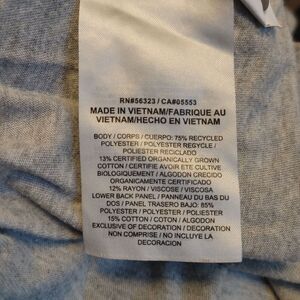 RN#56323 / CA#05553
MADE IN VIETNAM/FABRIQUE AU
VIETNAM/HECHO EN VIETNAM
BODY / CORPS / CUERPO: 75% RECYCLED
POLYESTER / POLYESTER RECYCLE /
POLIESTER RECICLADO
13% CERTIFIED ORGANICALLY GROWN
COTTON / CERTIFIE AVOIR ETE CULTIVE
BIOLOGIQUEMENT / ALGODON CRECIDO
ORGANICAMENTE CERTIFICADO
12% RAYON / VISCOSE / VISCOSA
LOWER BACK PANEL / PANNEAU DU BAS DU
DOS / PANEL TRASERO BAJO: 85%
POLYESTER / POLYESTER / POLIESTER
15% COTTON / COTON / ALGODON
EXCLUSIVE OF DECORATION / DECORATION
NON COMPRISE / NO INCLUYE LA
DECORACION